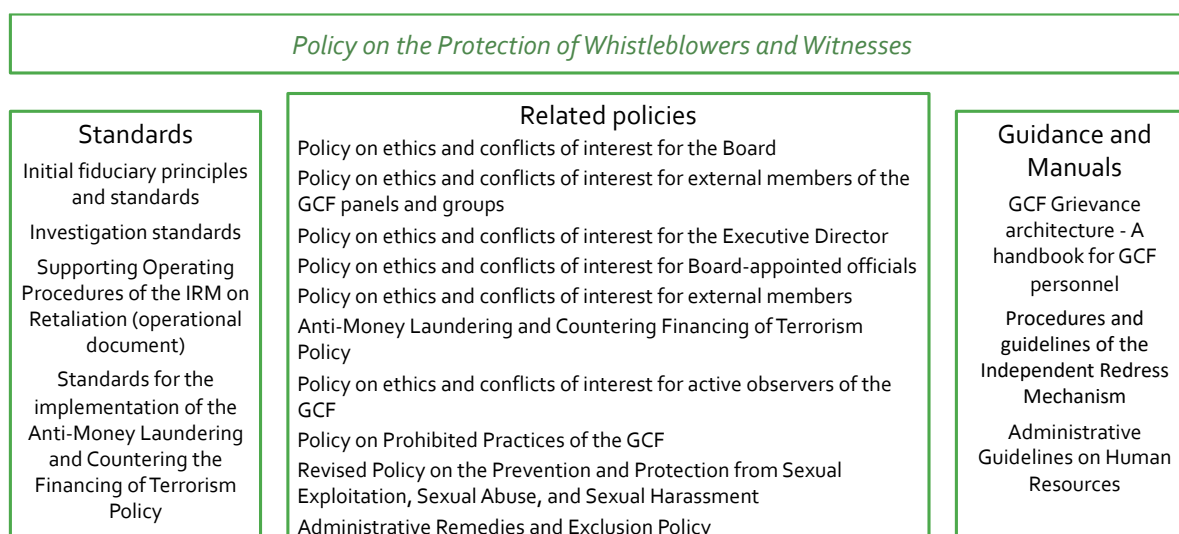 Policy on the Protection of Whistleblowers and Witnesses
Standards
Initial fiduciary principles
and standards
Investigation standards
Supporting Operating
Procedures of the IRM on
Retaliation (operational
document)
Standards for the
implementation of the
Anti-Money Laundering
and Countering the
Financing of Terrorism
Policy
Related policies
Policy on ethics and conflicts of interest for the Board
Policy on ethics and conflicts of interest for external members of the
GCF panels and groups
Policy on ethics and conflicts of interest for the Executive Director
Policy on ethics and conflicts of interest for Board-appointed officials
Policy on ethics and conflicts of interest for external members
Anti-Money Laundering and Countering Financing of Terrorism
Policy
Policy on ethics and conflicts of interest for active observers of the
GCF
Policy on Prohibited Practices of the GCF
Revised Policy on the Prevention and Protection from Sexual
Exploitation, Sexual Abuse, and Sexual Harassment
Administrative Remedies and Exclusion Policy
Guidance and
Manuals
GCF Grievance
architecture - A
handbook for GCF
personnel
Procedures and
guidelines of the
Independent Redress
Mechanism
Administrative
Guidelines on Human
Resources